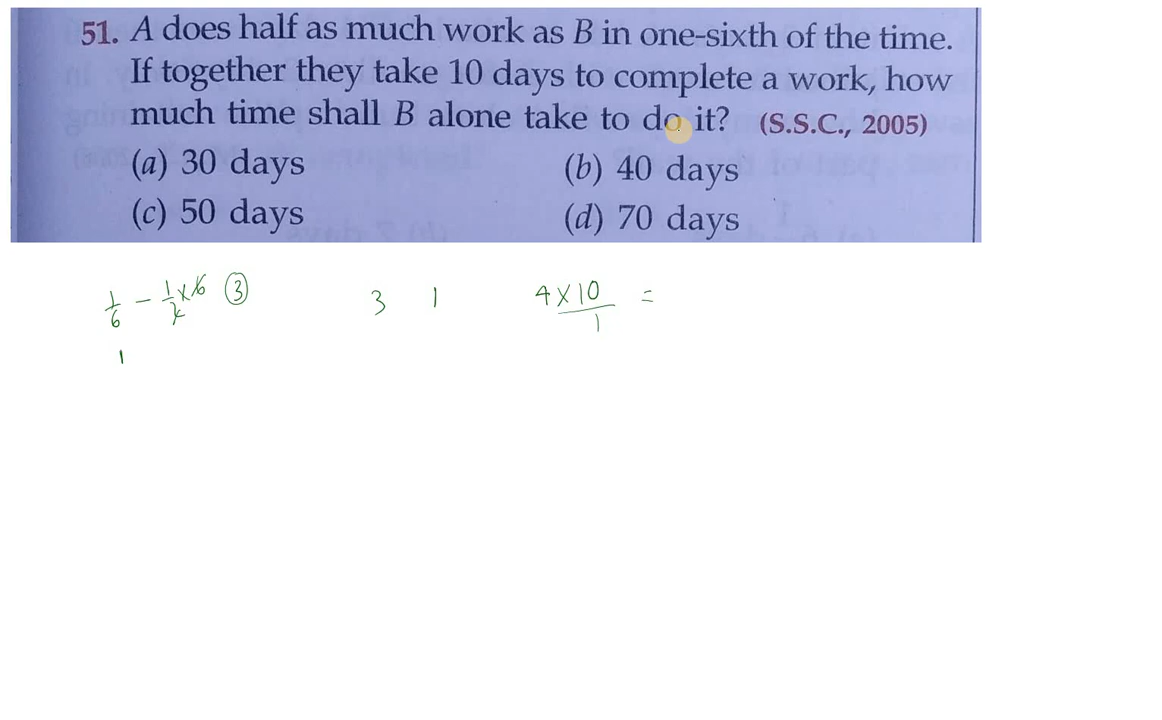 51. A does half as much work as B in one-sixth of the time.
If together they take 10 days to complete a work, how
much time shall B alone take to do it? (S.S.C., 2005)
(a) 30 days (b) 40 days
(c) 50 days (d) 70 days
1/6 - 1/2 x 6 3 3 1 4 x 10 / 1 =
1